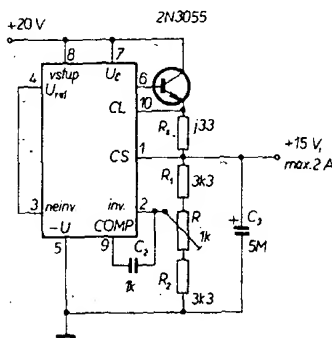 2N3055
+20 V
8
7
vstup
U_c
4
U_ref
6
CL
10
R_s
j33
CS
1
+15 V,
max. 2 A
R_1
3k3
3
neinv
inv.
2
R
1k
+
C_3
-U
COMP
5M
5
9
C_2
1k
R_2
3k3